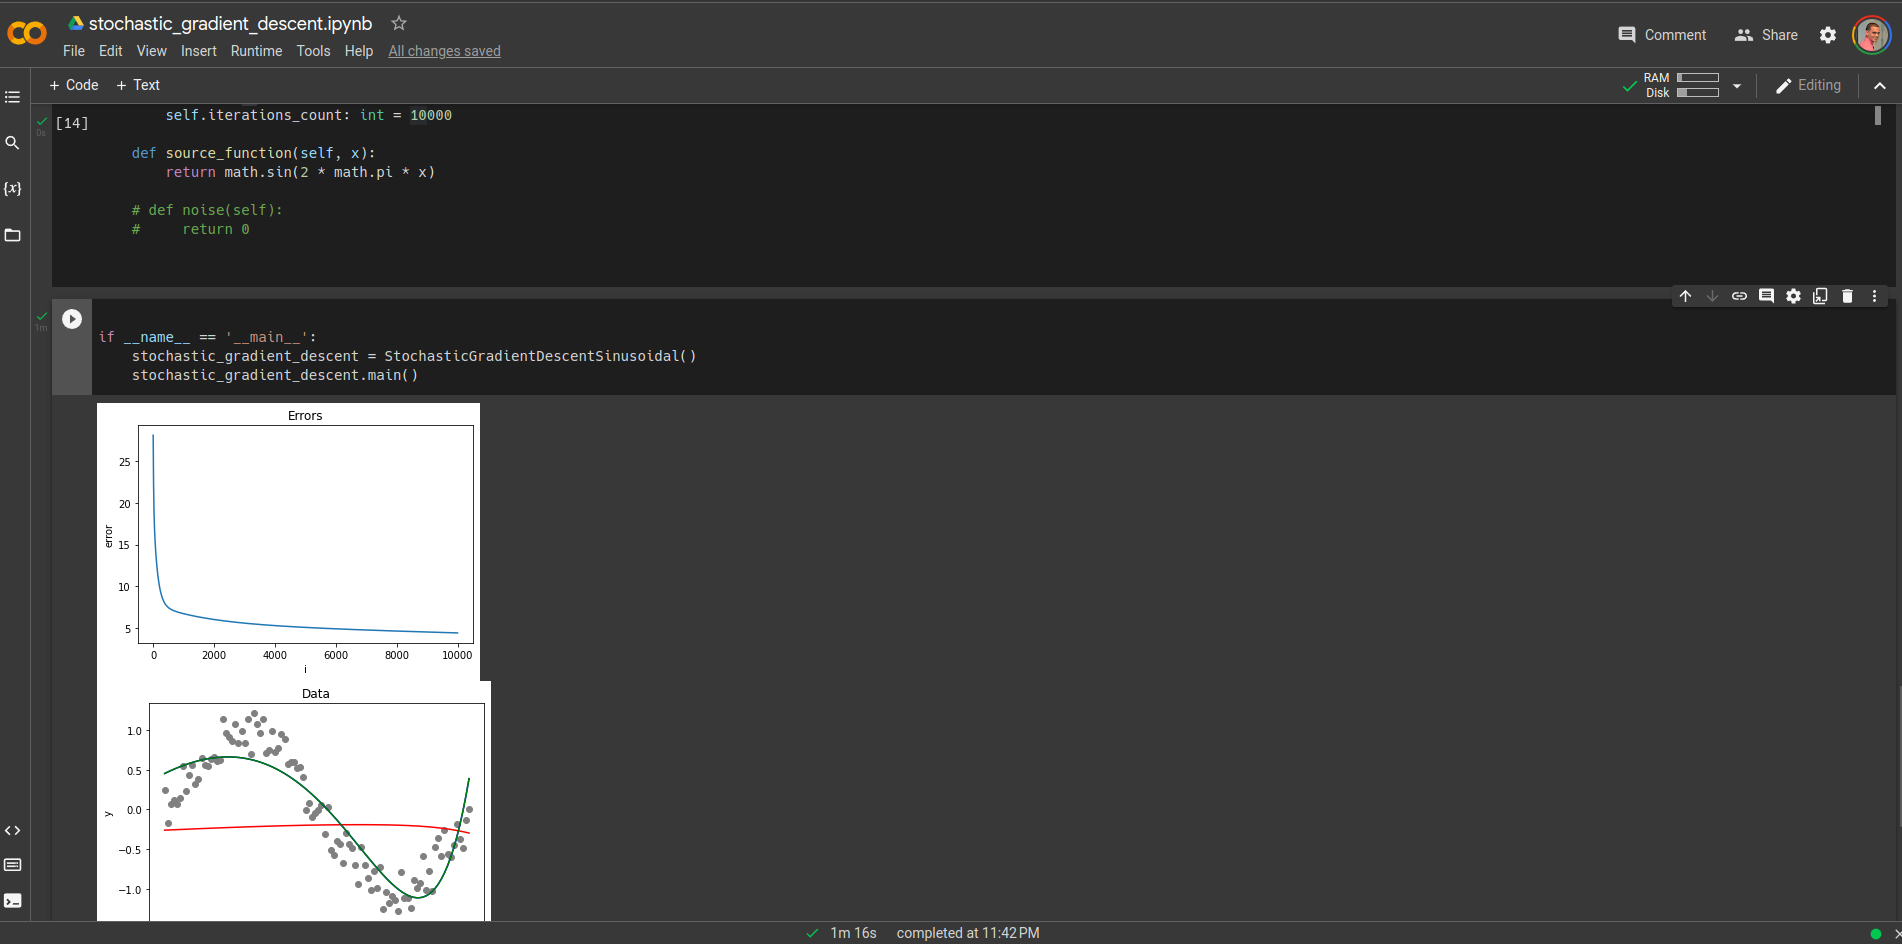 stochastic_gradient_descent.ipynb
File Edit View Insert Runtime Tools Help All changes saved
Comment Share
+ Code + Text
RAM
Disk
Editing
[14]
0s
self.iterations_count: int = 10000
def source_function(self, x):
return math.sin(2 * math.pi * x)
# def noise(self):
# return 0
{x}
1m
if __name__ == '__main__':
stochastic_gradient_descent = StochasticGradientDescentSinusoidal()
stochastic_gradient_descent.main()
Errors
25
20
15
10
5
error
0 2000 4000 6000 8000 10000
i
Data
1.0
0.5
0.0
−0.5
−1.0
y
1m 16s completed at 11:42 PM